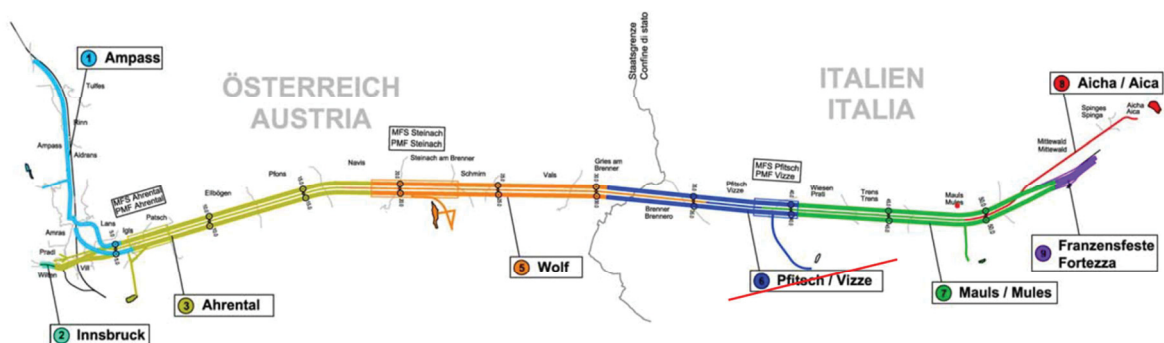 1 Ampass
Tulfes
Rinn
Ampass
Aldrans
MFS Ahrental
PMF Ahrental
Lans
Igls
Patsch
Amras
Pradl
Vill
Wilten
2 Innsbruck
3 Ahrental
Ellbögen
Pfons
Navis
ÖSTERREICH
AUSTRIA
MFS Steinach
PMF Steinach
Steinach am Brenner
Schmirn
Vals
5 Wolf
Gries am
Brenner
Staatsgrenze
Confine di stato
Brenner
Brennero
Pfitsch
Vizze
MFS Pfitsch
PMF Vizze
6 Pfitsch / Vizze
ITALIEN
ITALIA
Wiesen
Prati
Trens
Trens
Mauls
Mules
7 Mauls / Mules
8 Aicha / Aica
Spinges
Spinga
Aicha
Aica
Mittewald
Mittewald
9 Franzensfeste
Fortezza